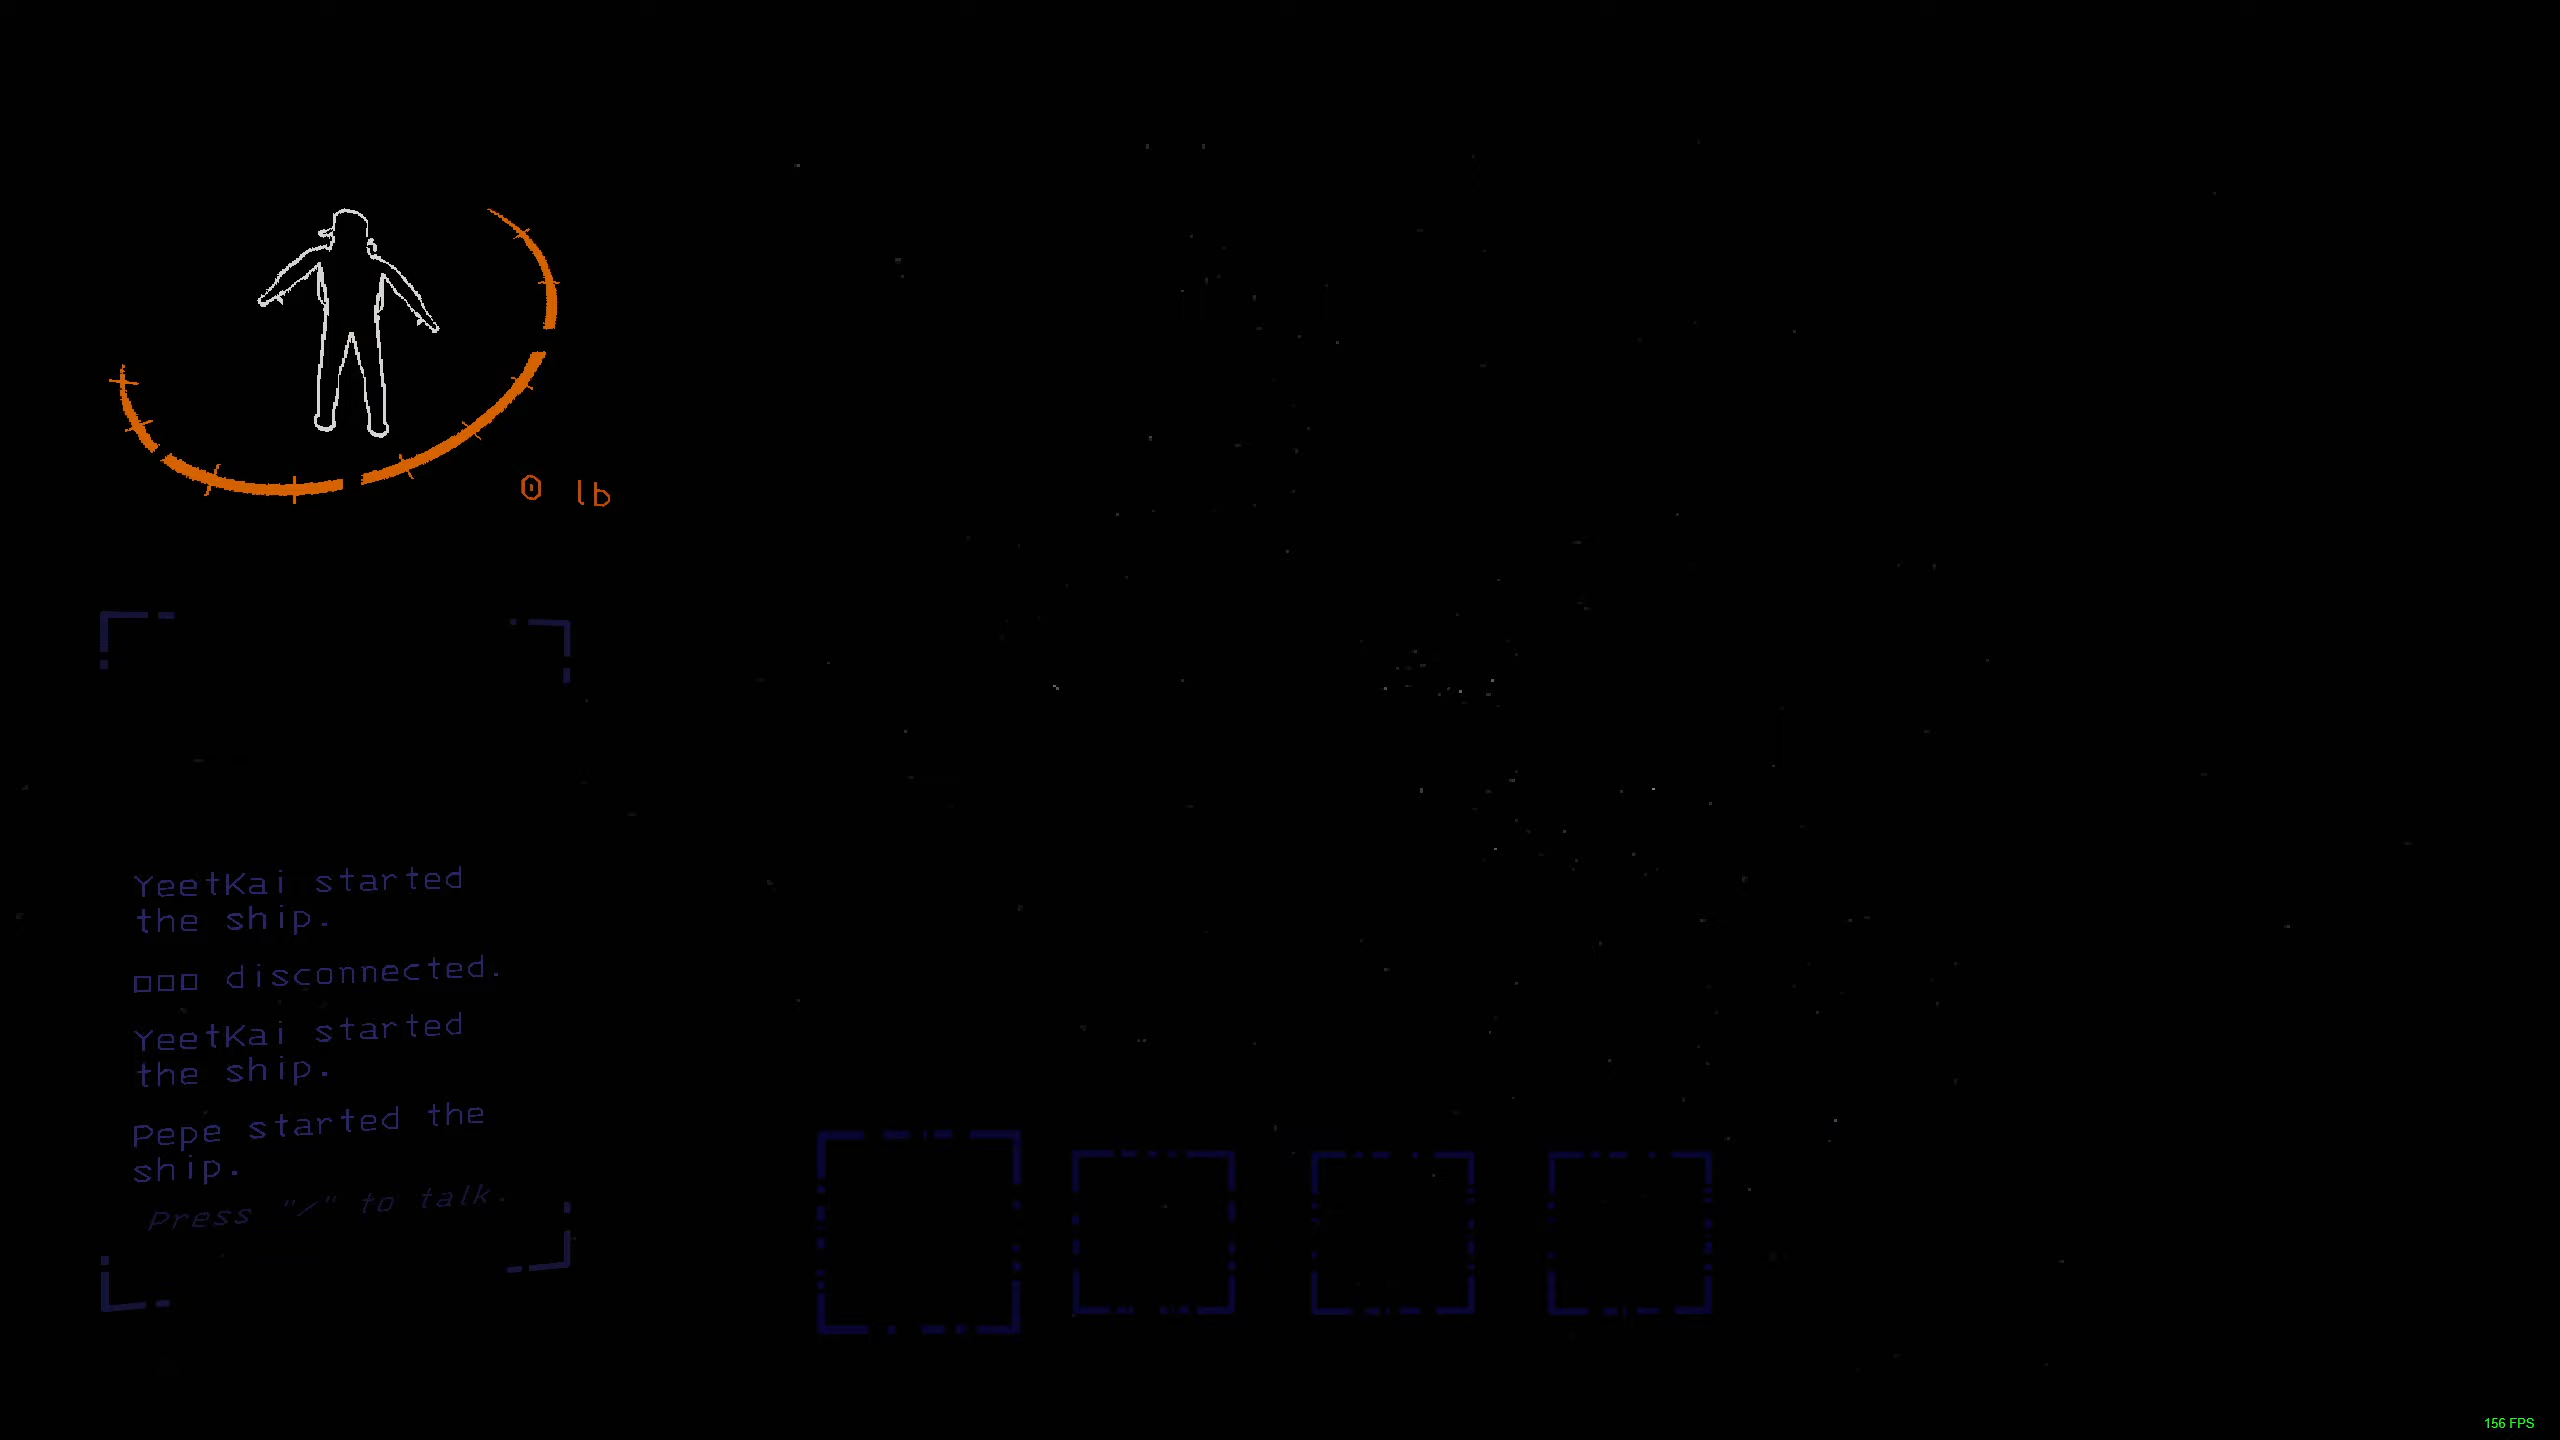 0 lb
YeetKai started
the ship.
□□□ disconnected.
YeetKai started
the ship.
Pepe started the
ship.
Press "/" to talk.
156 FPS